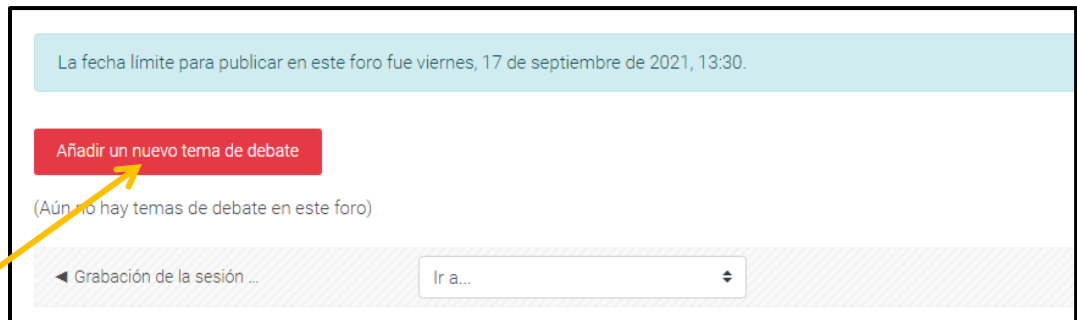 La fecha límite para publicar en este foro fue viernes, 17 de septiembre de 2021, 13:30.
Añadir un nuevo tema de debate
(Aún no hay temas de debate en este foro)
◄ Grabación de la sesión ...
Ir a...